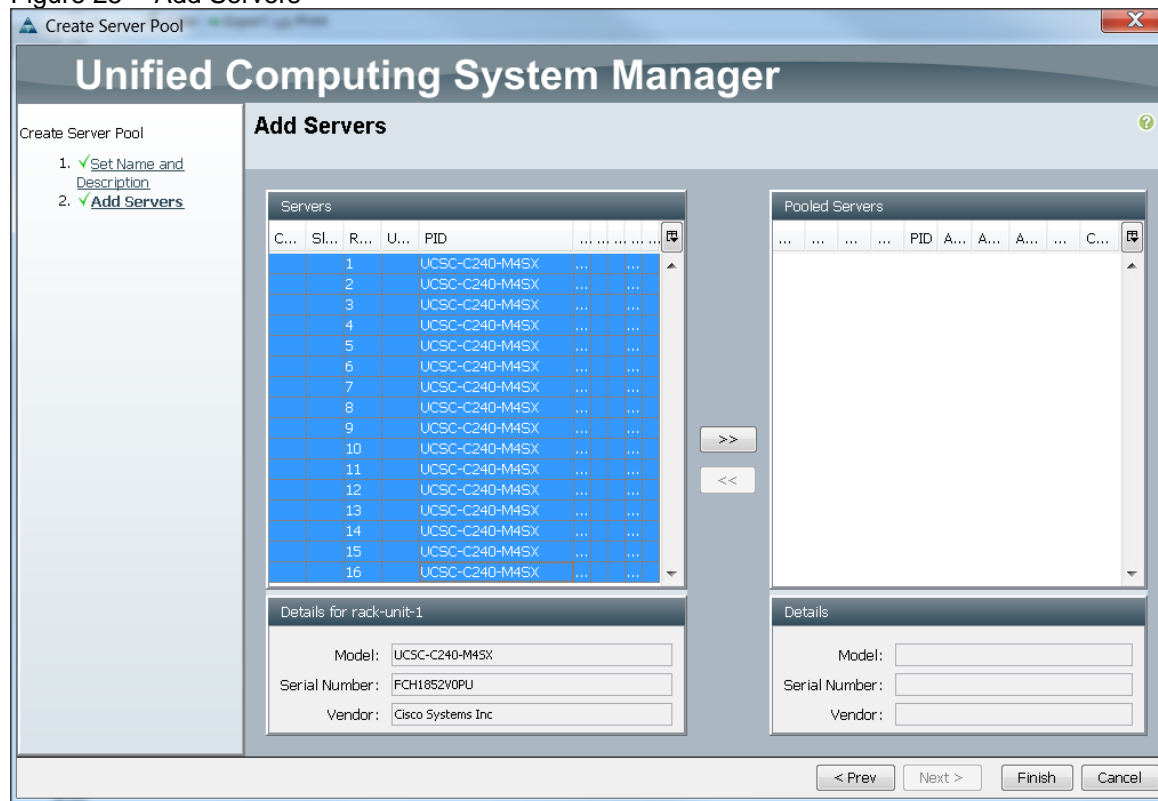 Create Server Pool
Unified Computing System Manager
Create Server Pool
Add Servers
1. √Set Name and
Description
2. √Add Servers
Servers
C... Sl... R... U... PID ... ... ... ... ...
1 UCSC-C240-M4SX ... ...
2 UCSC-C240-M4SX ... ...
3 UCSC-C240-M4SX ... ...
4 UCSC-C240-M4SX ... ...
5 UCSC-C240-M4SX ... ...
6 UCSC-C240-M4SX ... ...
7 UCSC-C240-M4SX ... ...
8 UCSC-C240-M4SX ... ...
9 UCSC-C240-M4SX ... ...
10 UCSC-C240-M4SX ... ...
11 UCSC-C240-M4SX ... ...
12 UCSC-C240-M4SX ... ...
13 UCSC-C240-M4SX ... ...
14 UCSC-C240-M4SX ... ...
15 UCSC-C240-M4SX ... ...
16 UCSC-C240-M4SX ... ...
Details for rack-unit-1
Model: UCSC-C240-M4SX
Serial Number: FCH1852V0PU
Vendor: Cisco Systems Inc
>>
<<
Pooled Servers
... ... ... ... PID A... A... A... ... C...
Details
Model:
Serial Number:
Vendor:
< Prev Next > Finish Cancel